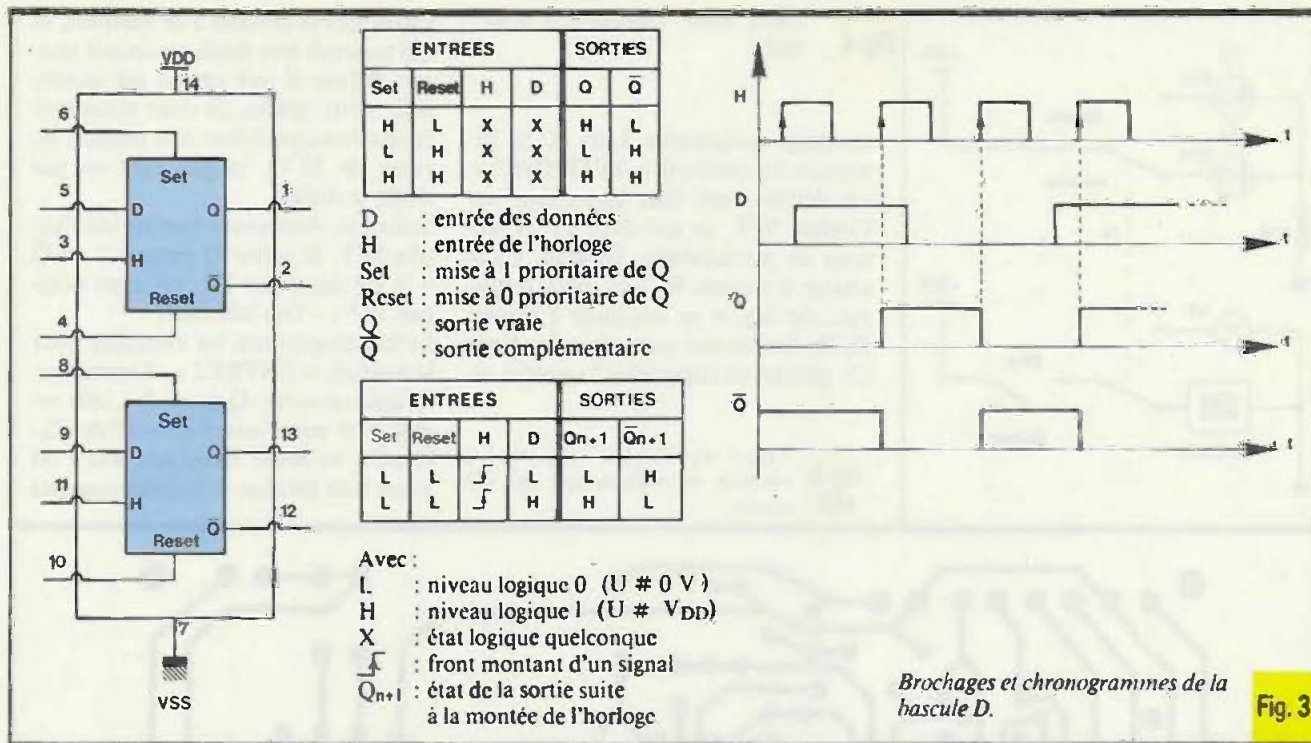 VDD
14
6
Set
5
D
Q
1
3
H
2
Q̅
Reset
4
8
Set
9
D
Q
13
11
H
12
Q̅
Reset
10
7
VSS
ENTREES SORTIES
Set Reset H D Q Q̅
H L X X H L
L H X X L H
H H X X H H
D : entrée des données
H : entrée de l'horloge
Set : mise à 1 prioritaire de Q
Reset : mise à 0 prioritaire de Q
Q : sortie vraie
Q̅ : sortie complémentaire
ENTREES SORTIES
Set Reset H D Qn+1 Q̅n+1
L L L L H
L L H H L
Avec :
L : niveau logique 0 (U # 0 V)
H : niveau logique 1 (U # VDD)
X : état logique quelconque
: front montant d'un signal
Qn+1 : état de la sortie suite
à la montée de l'horloge
H
t
D
t
Q
t
Q̅
t
Brochages et chronogrammes de la
bascule D.
Fig. 3